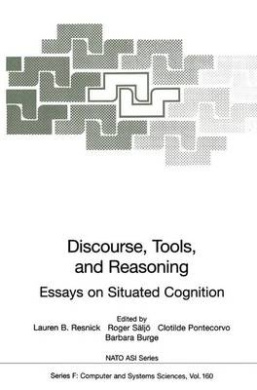 Discourse, Tools,
and Reasoning
Essays on Situated Cognition
Edited by
Lauren B. Resnick Roger Säljö Clotilde Pontecorvo
Barbara Burge
NATO ASI Series
Series F: Computer and Systems Sciences, Vol. 160